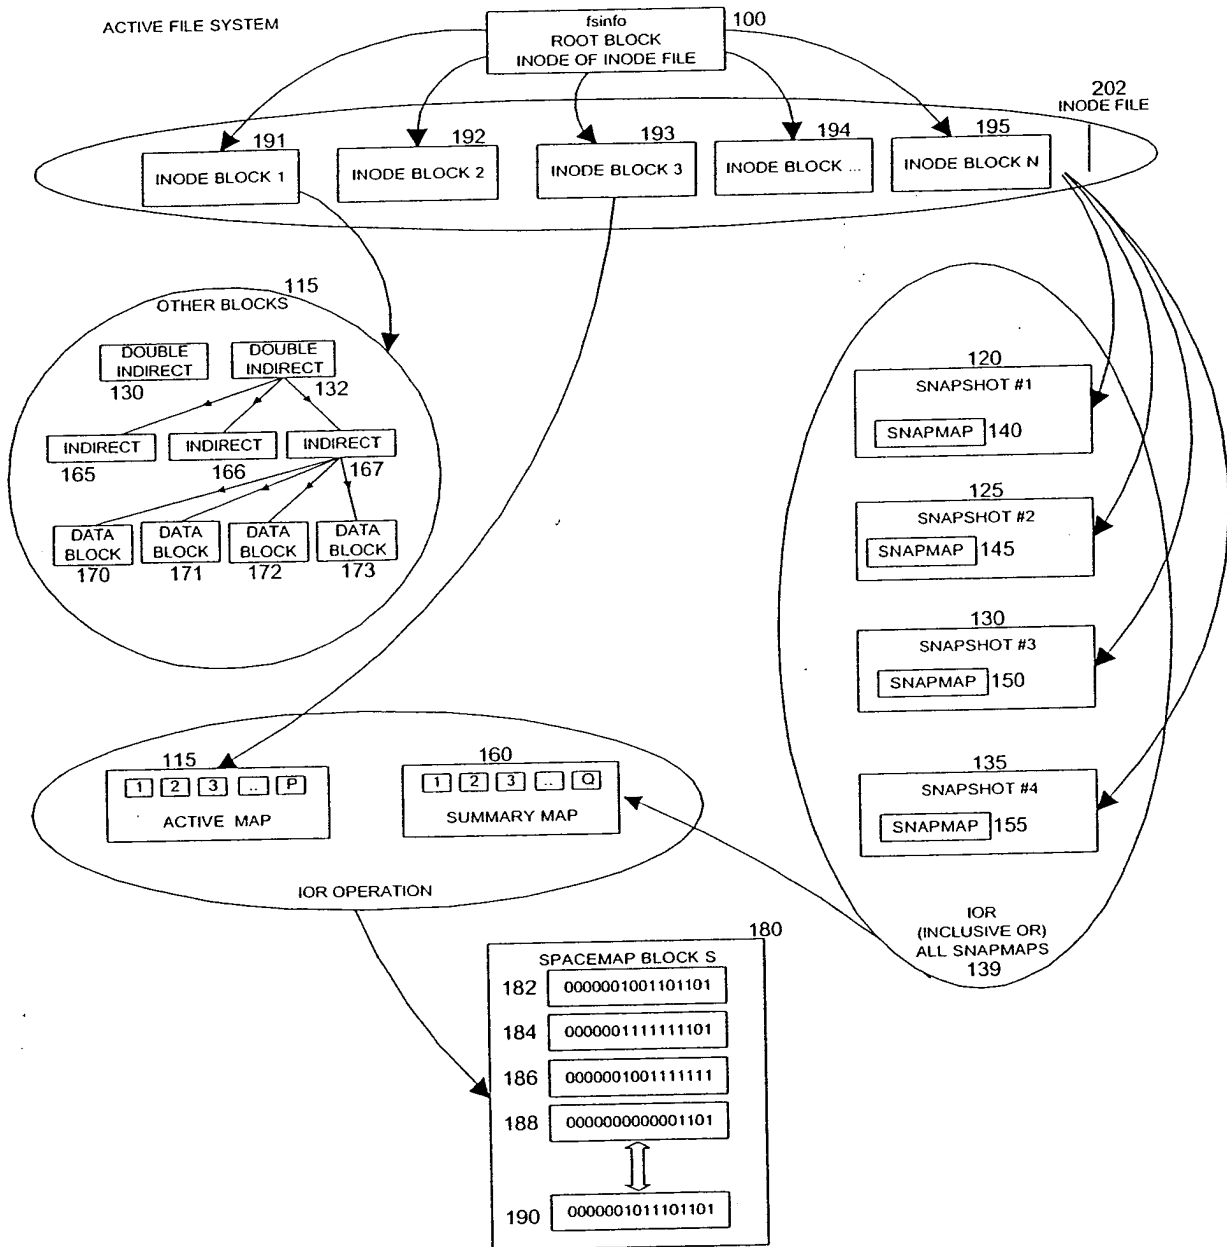 ACTIVE FILE SYSTEM
fsinfo
ROOT BLOCK
INODE OF INODE FILE
100
202
INODE FILE
191
INODE BLOCK 1
192
INODE BLOCK 2
193
INODE BLOCK 3
194
INODE BLOCK ...
195
INODE BLOCK N
115
OTHER BLOCKS
DOUBLE
INDIRECT
130
DOUBLE
INDIRECT
132
INDIRECT
165
INDIRECT
166
INDIRECT
167
DATA
BLOCK
170
DATA
BLOCK
171
DATA
BLOCK
172
DATA
BLOCK
173
120
SNAPSHOT #1
SNAPMAP 140
125
SNAPSHOT #2
SNAPMAP 145
130
SNAPSHOT #3
SNAPMAP 150
135
SNAPSHOT #4
SNAPMAP 155
IOR
(INCLUSIVE OR)
ALL SNAPMAPS
139
115
1 2 3 .. P
ACTIVE MAP
160
1 2 3 .. Q
SUMMARY MAP
IOR OPERATION
180
SPACEMAP BLOCK S
182 0000001001101101
184 0000001111111101
186 0000001001111111
188 0000000000001101
190 0000001011101101